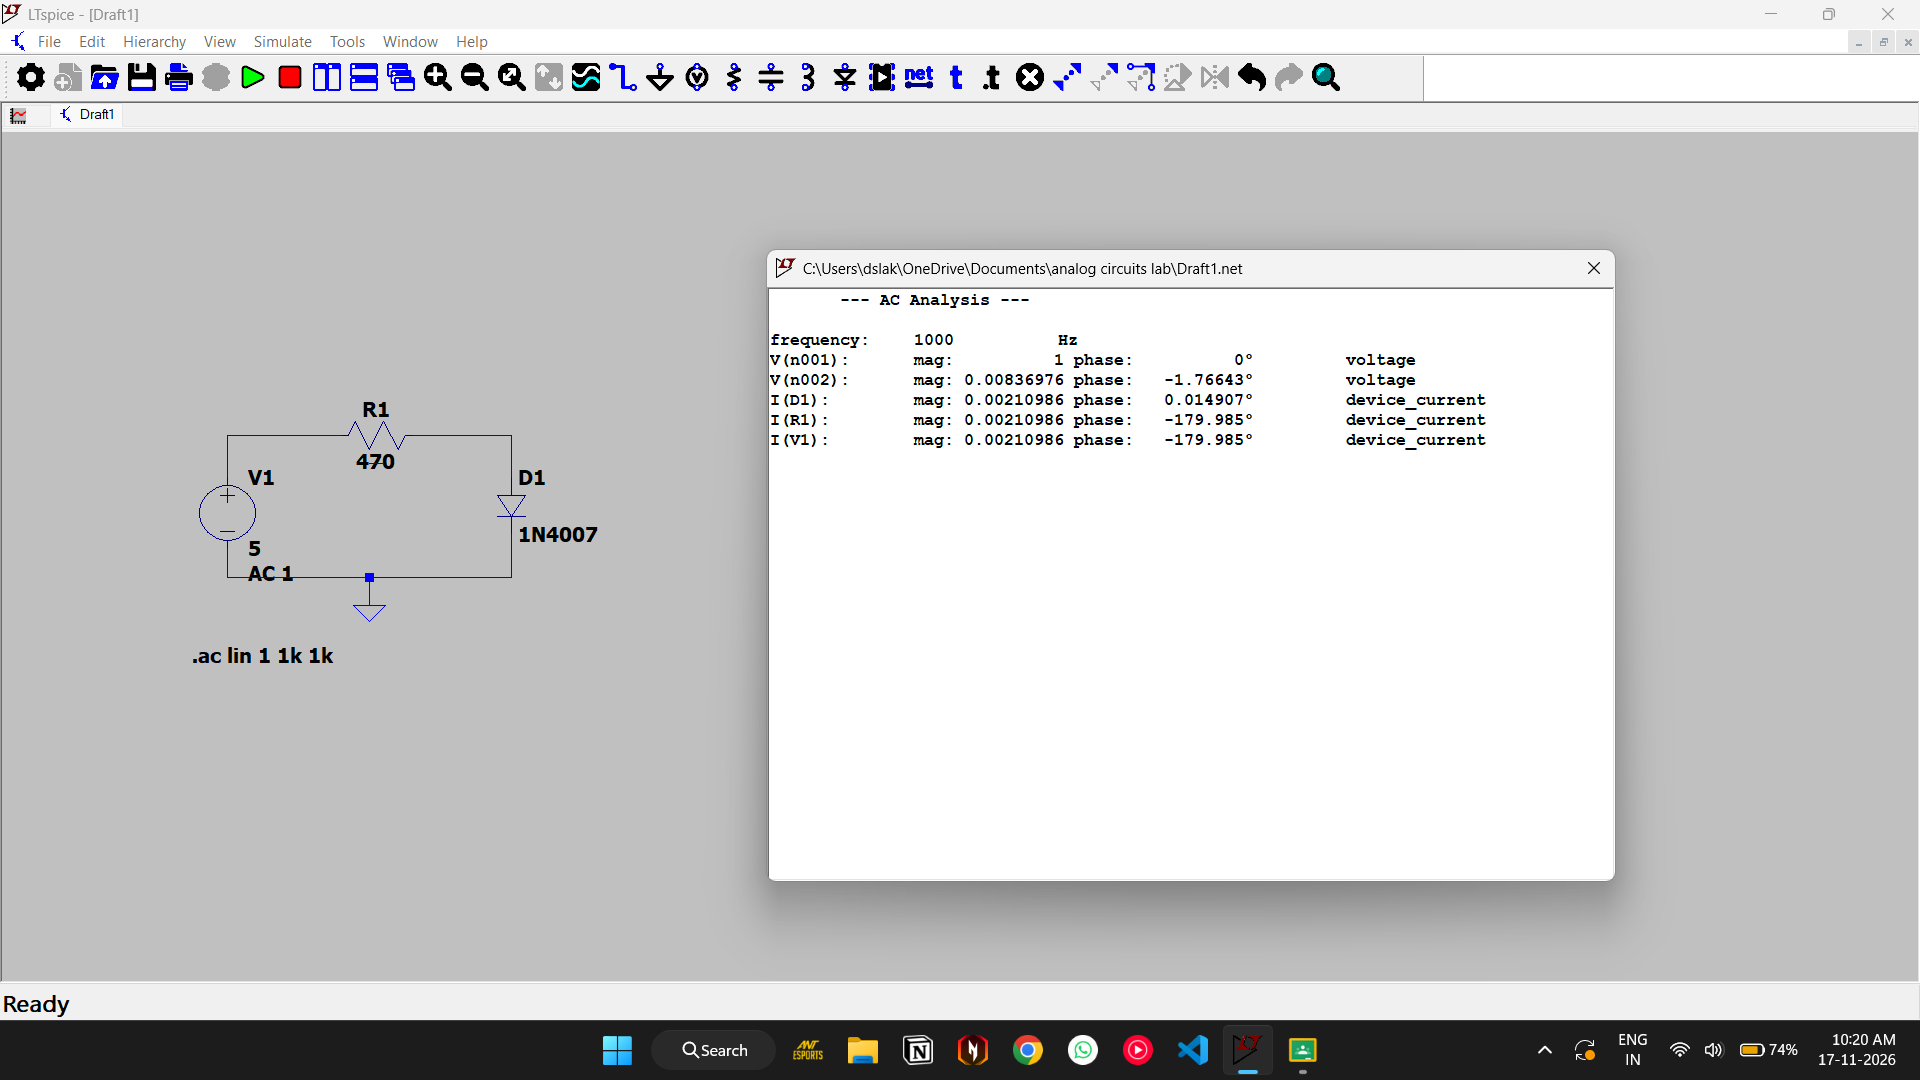 LTspice - [Draft1]
File Edit Hierarchy View Simulate Tools Window Help
net t .t
Draft1
C:\Users\dslak\OneDrive\Documents\analog circuits lab\Draft1.net
--- AC Analysis ---
frequency: 1000 Hz
V(n001): mag: 1 phase: 0° voltage
V(n002): mag: 0.00836976 phase: -1.76643° voltage
I(D1): mag: 0.00210986 phase: 0.014907° device_current
I(R1): mag: 0.00210986 phase: -179.985° device_current
I(V1): mag: 0.00210986 phase: -179.985° device_current
R1
470
V1
D1
1N4007
5
AC 1
.ac lin 1 1k 1k
Ready
Search
ANT ESPORTS
ENG
IN
74%
10:20 AM
17-11-2026